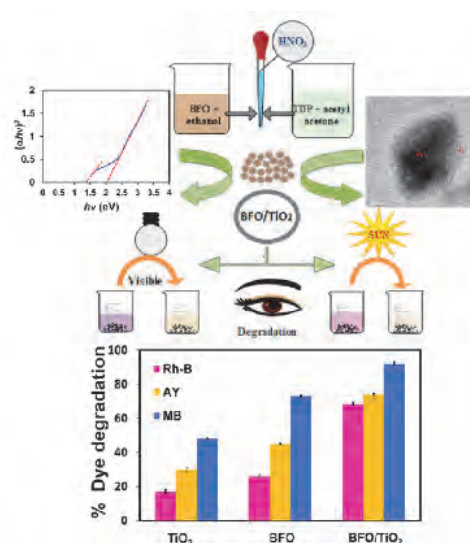 HNO3
BFO +
ethanol
acetyl
acetone
(αhν)²
2
1.5
1
0.5
0
0 0.5 1 1.5 2 2.5 3 3.5 4
hν (eV)
BFO/TiO2
SUN
Visible
Degradation
% Dye degradation
100
80
60
40
20
0
Rh-B
AY
MB
TiO2
BFO
BFO/TiO2